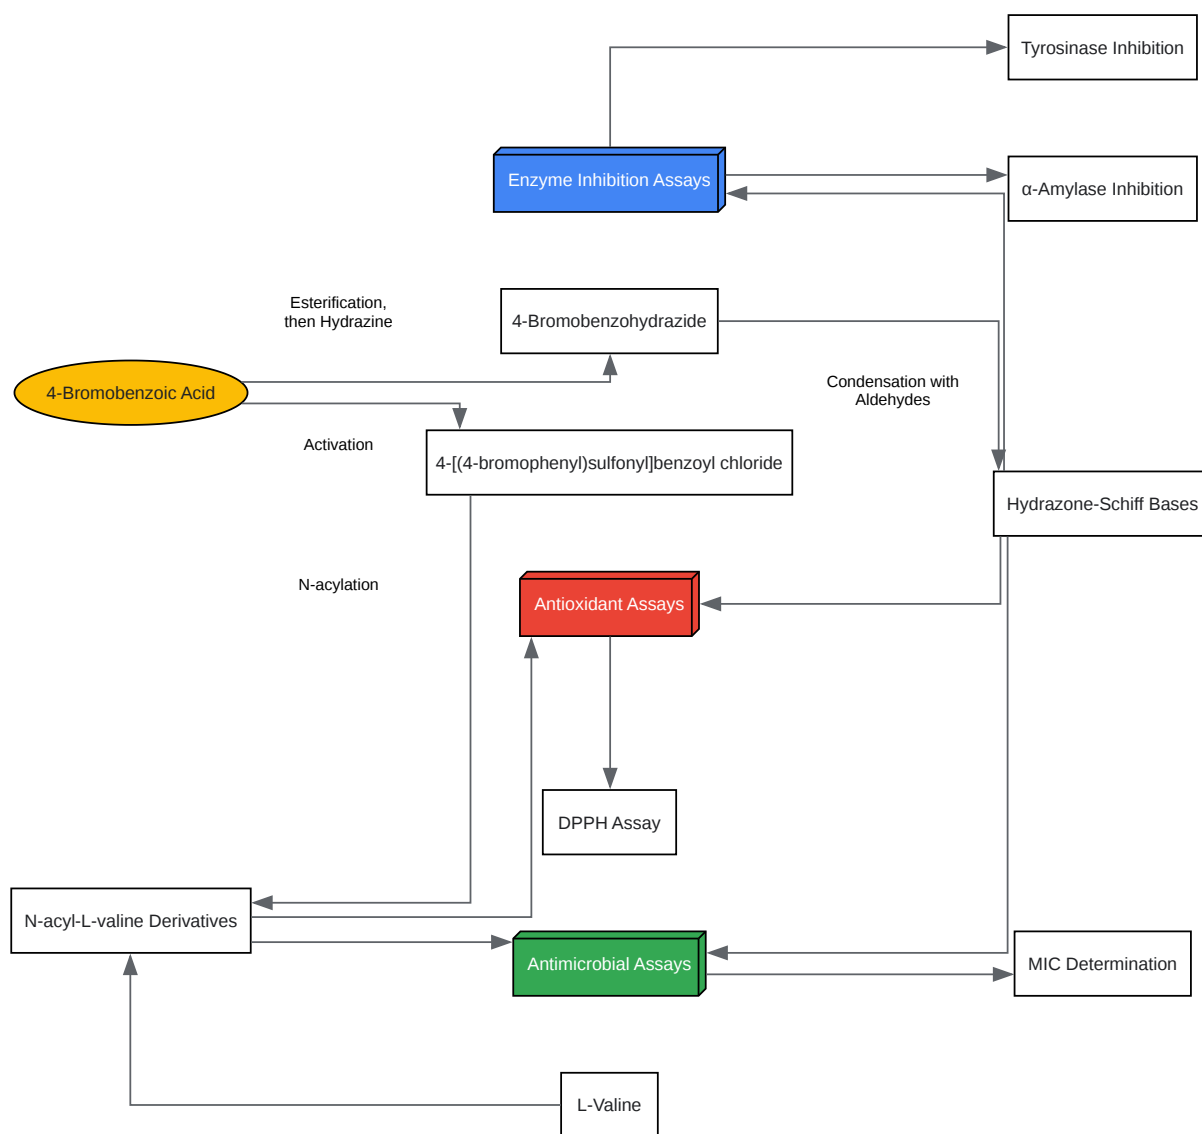 Tyrosinase Inhibition
Enzyme Inhibition Assays
α-Amylase Inhibition
Esterification,
then Hydrazine
4-Bromobenzohydrazide
4-Bromobenzoic Acid
Condensation with
Aldehydes
Activation
4-[(4-bromophenyl)sulfonyl]benzoyl chloride
Hydrazone-Schiff Bases
N-acylation
Antioxidant Assays
DPPH Assay
N-acyl-L-valine Derivatives
Antimicrobial Assays
MIC Determination
L-Valine